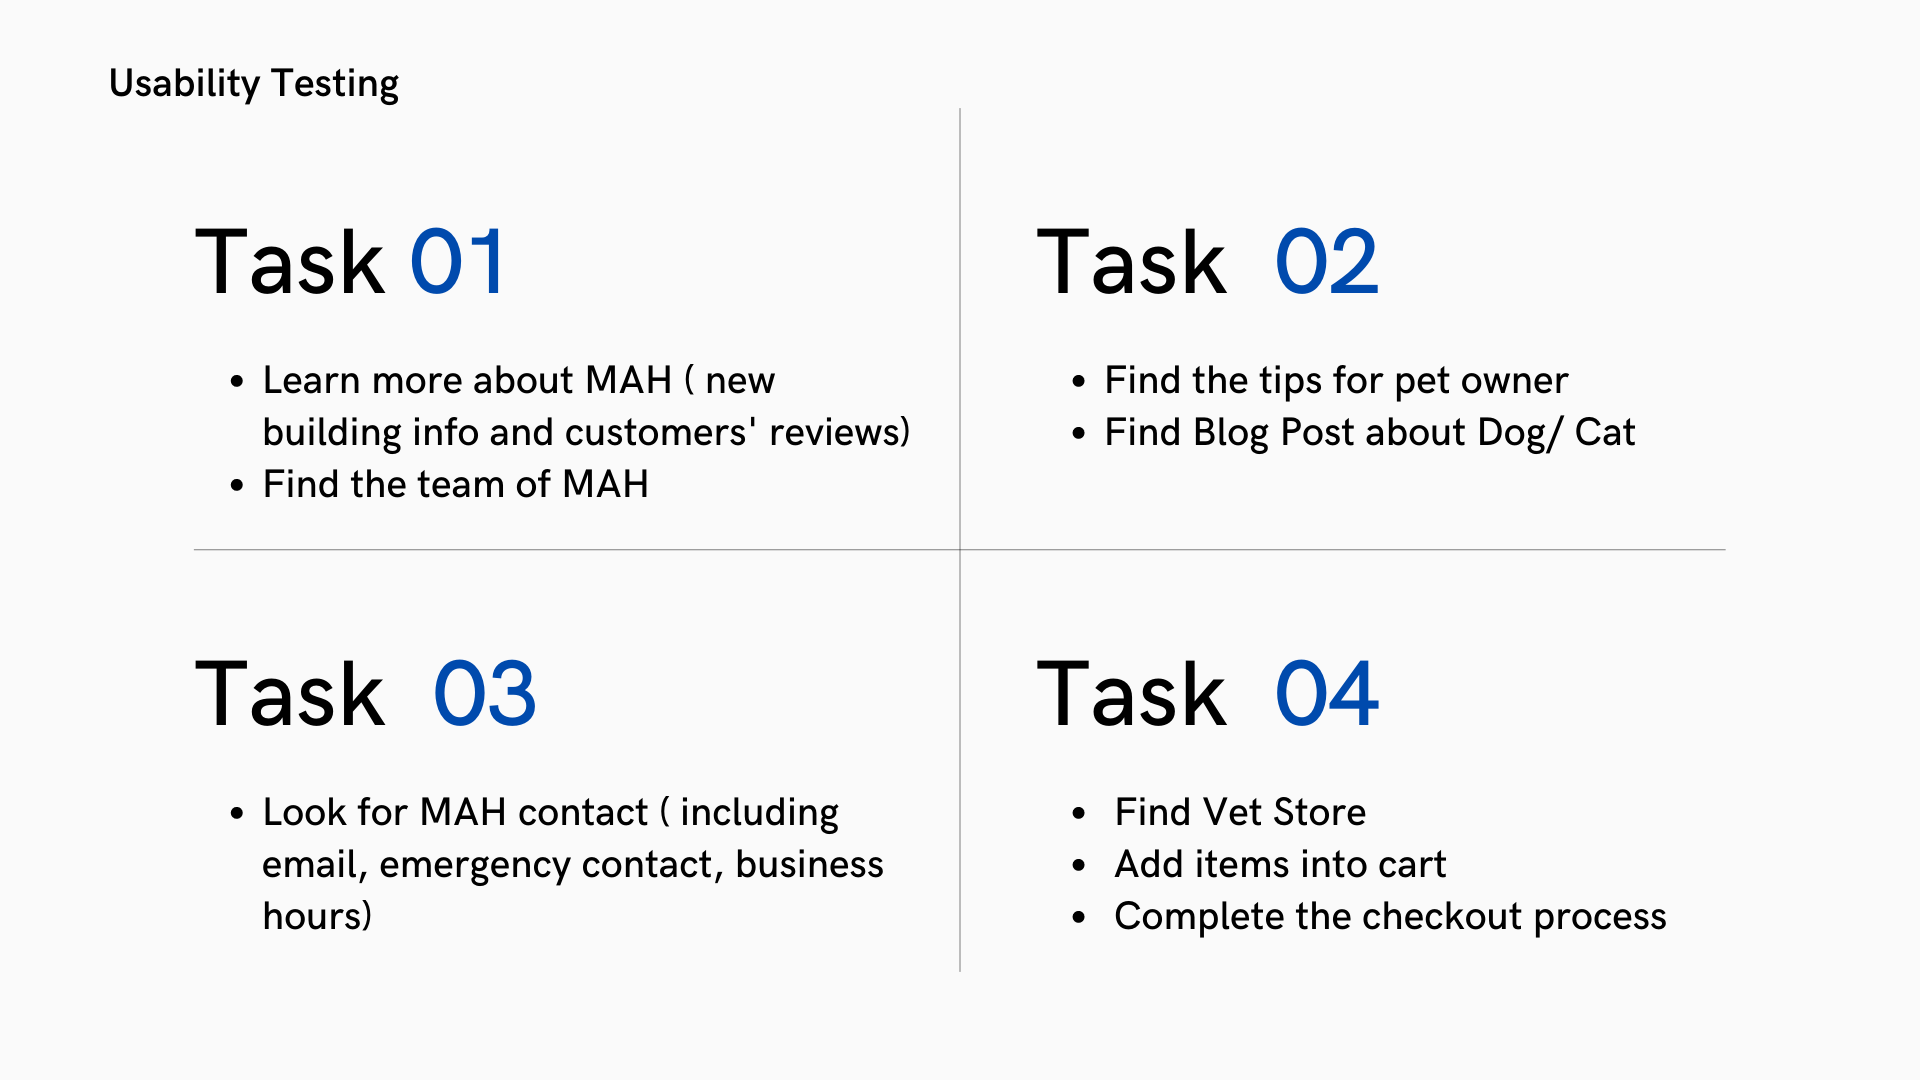 Usability Testing
Task 01
• Learn more about MAH ( new
building info and customers' reviews)
• Find the team of MAH
Task 02
• Find the tips for pet owner
• Find Blog Post about Dog/ Cat
Task 03
• Look for MAH contact ( including
email, emergency contact, business
hours)
Task 04
• Find Vet Store
• Add items into cart
• Complete the checkout process